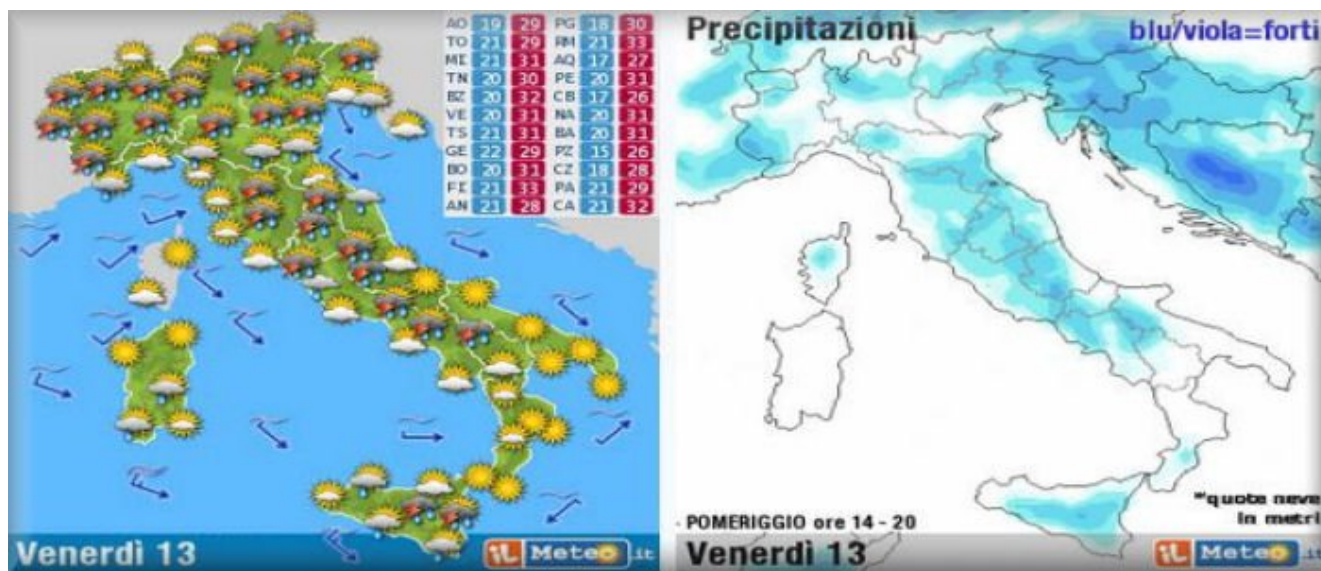 AO 19 29 PG 18 30
TO 21 29 RM 21 33
MI 21 31 AQ 17 27
TN 20 30 PE 20 31
BZ 20 32 CB 17 26
VE 20 31 NA 20 31
TS 21 31 BA 20 31
GE 22 29 PZ 15 26
BO 20 31 CZ 18 28
FI 21 33 PA 21 29
AN 21 28 CA 21 32
Venerdì 13
iL Meteo.it
Precipitazioni
blu/viola=forti
*quote neve
in metri
- POMERIGGIO ore 14 - 20
Venerdì 13
iL Meteo.it